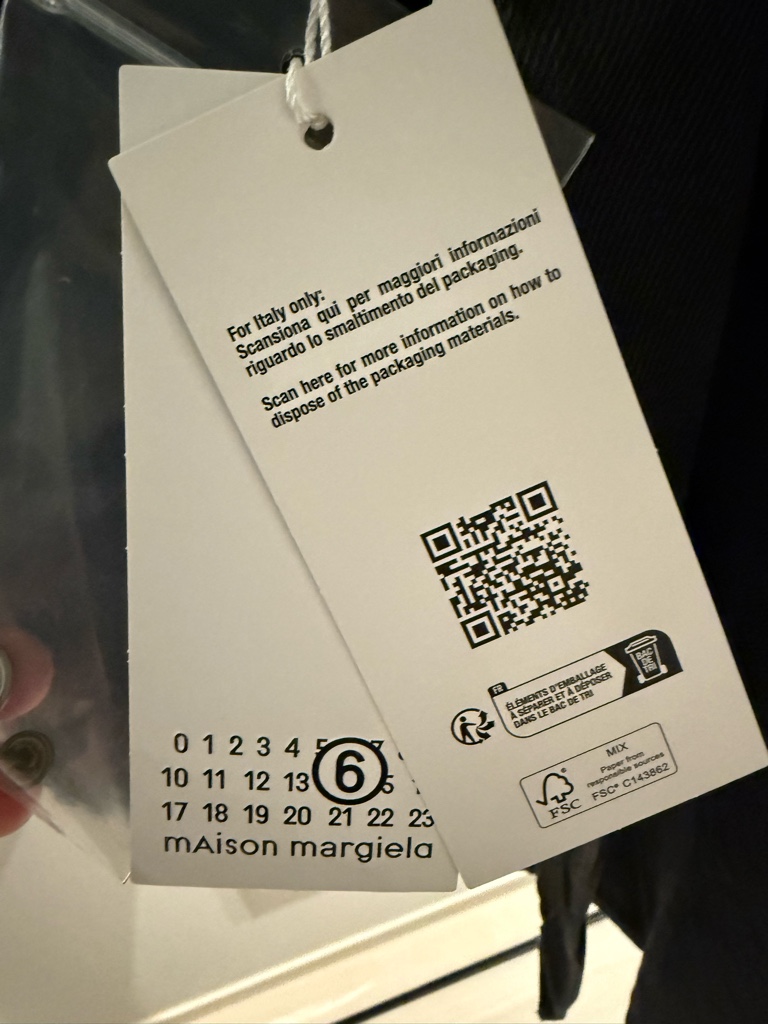 For Italy only:
Scansiona qui per maggiori informazioni
riguardo lo smaltimento del packaging.
Scan here for more information on how to
dispose of the packaging materials.
FR
ÉLÉMENTS D'EMBALLAGE
À SÉPARER ET À DÉPOSER
DANS LE BAC DE TRI
BAC
DE
TRI
MIX
Paper from
responsible sources
FSC® C143862
FSC
0 1 2 3 4 6
10 11 12 13
17 18 19 20 21 22 23
mAison margiela